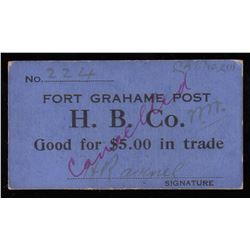 No. 224
FORT GRAHAME POST
H. B. Co.
Good for $5.00 in trade
Cancelled
SIGNATURE